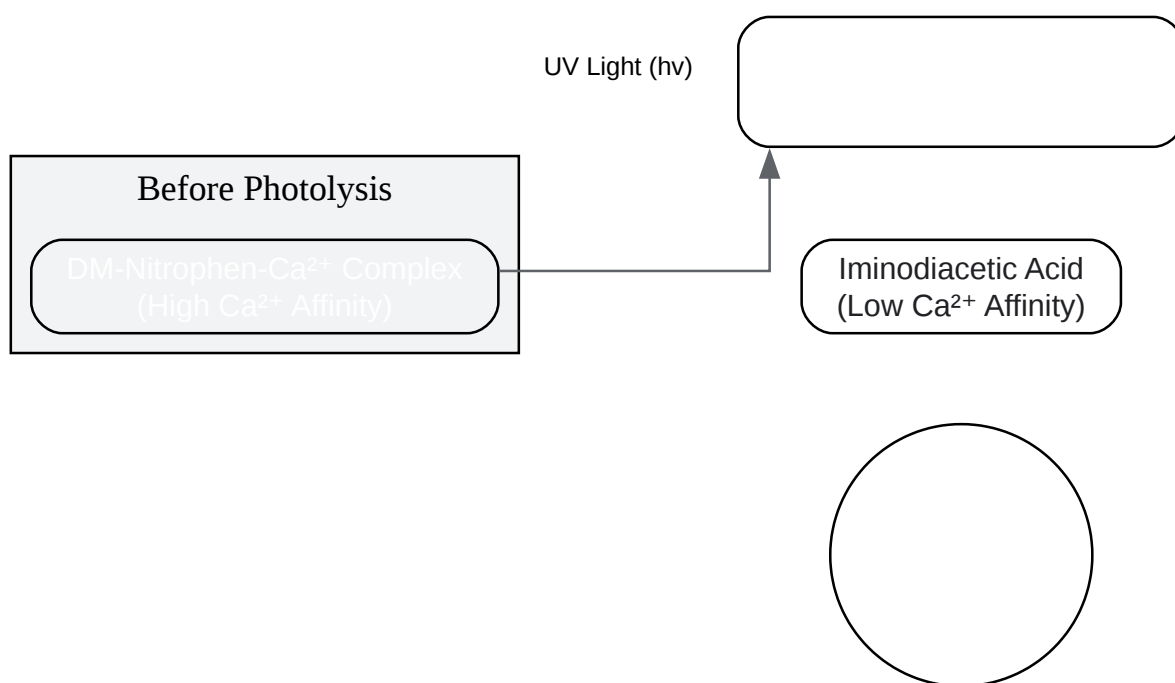 UV Light (hv)
Before Photolysis
DM-Nitrophen-Ca²⁺ Complex
(High Ca²⁺ Affinity)
Iminodiacetic Acid
(Low Ca²⁺ Affinity)